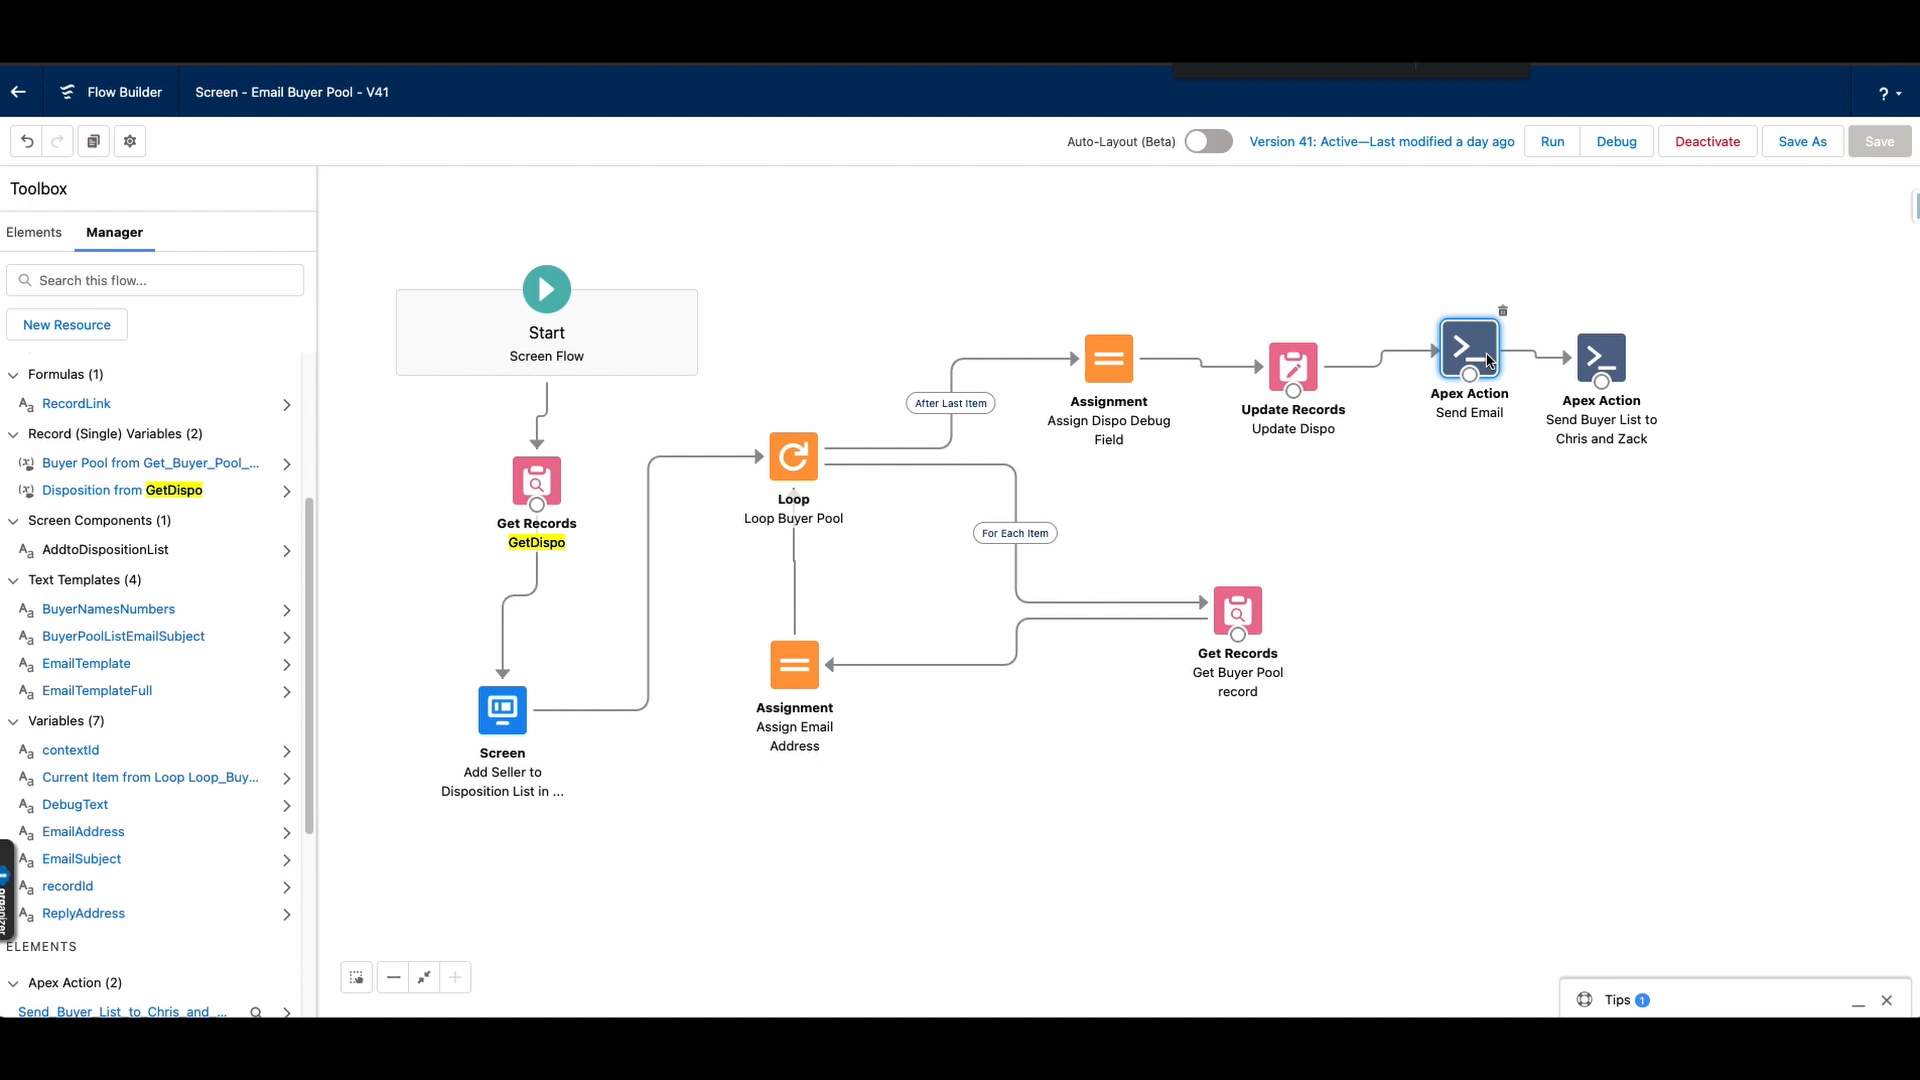 Flow Builder
Screen - Email Buyer Pool - V41
?
Auto-Layout (Beta)
Version 41: Active—Last modified a day ago
Run
Debug
Deactivate
Save As
Save
Toolbox
Elements
Manager
Search this flow...
New Resource
Formulas (1)
RecordLink
Record (Single) Variables (2)
Buyer Pool from Get_Buyer_Pool_...
Disposition from GetDispo
Screen Components (1)
AddtoDispositionList
Text Templates (4)
BuyerNamesNumbers
BuyerPoolListEmailSubject
EmailTemplate
EmailTemplateFull
Variables (7)
contextId
Current Item from Loop Loop_Buy...
DebugText
EmailAddress
EmailSubject
recordId
ReplyAddress
ELEMENTS
Apex Action (2)
Send_Buyer_List_to_Chris_and_...
organizer
Start
Screen Flow
Get Records
GetDispo
Screen
Add Seller to
Disposition List in ...
Loop
Loop Buyer Pool
After Last Item
For Each Item
Assignment
Assign Email
Address
Get Records
Get Buyer Pool
record
Assignment
Assign Dispo Debug
Field
Update Records
Update Dispo
Apex Action
Send Email
Apex Action
Send Buyer List to
Chris and Zack
Tips 1